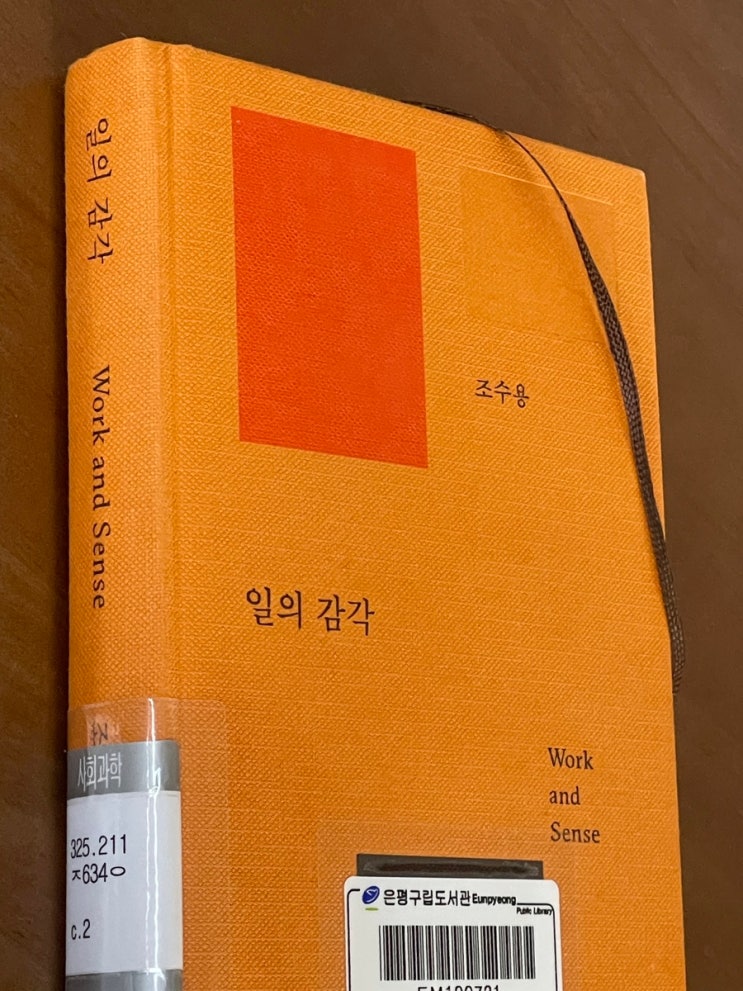 일의 감각
Work and Sense
조수용
일의 감각
Work
and
Sense
사회과학
325.211
ㅈ634ㅇ
c.2
은평구립도서관 Eunpyeong
Public Library